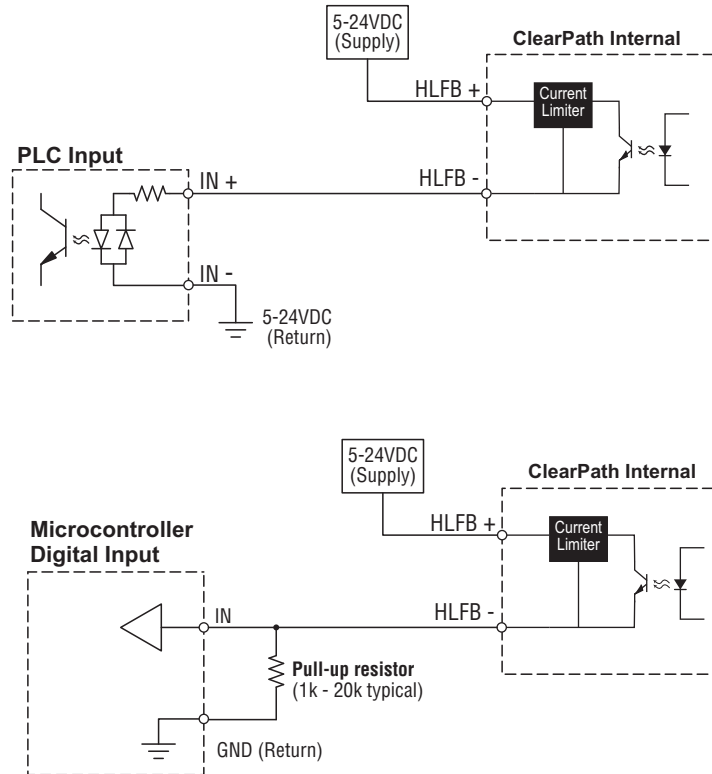 5-24VDC
(Supply)
ClearPath Internal
HLFB +
Current
Limiter
PLC Input
IN +
HLFB -
IN -
5-24VDC
(Return)
5-24VDC
(Supply)
ClearPath Internal
HLFB +
Current
Limiter
Microcontroller
Digital Input
IN
HLFB -
Pull-up resistor
(1k - 20k typical)
GND (Return)